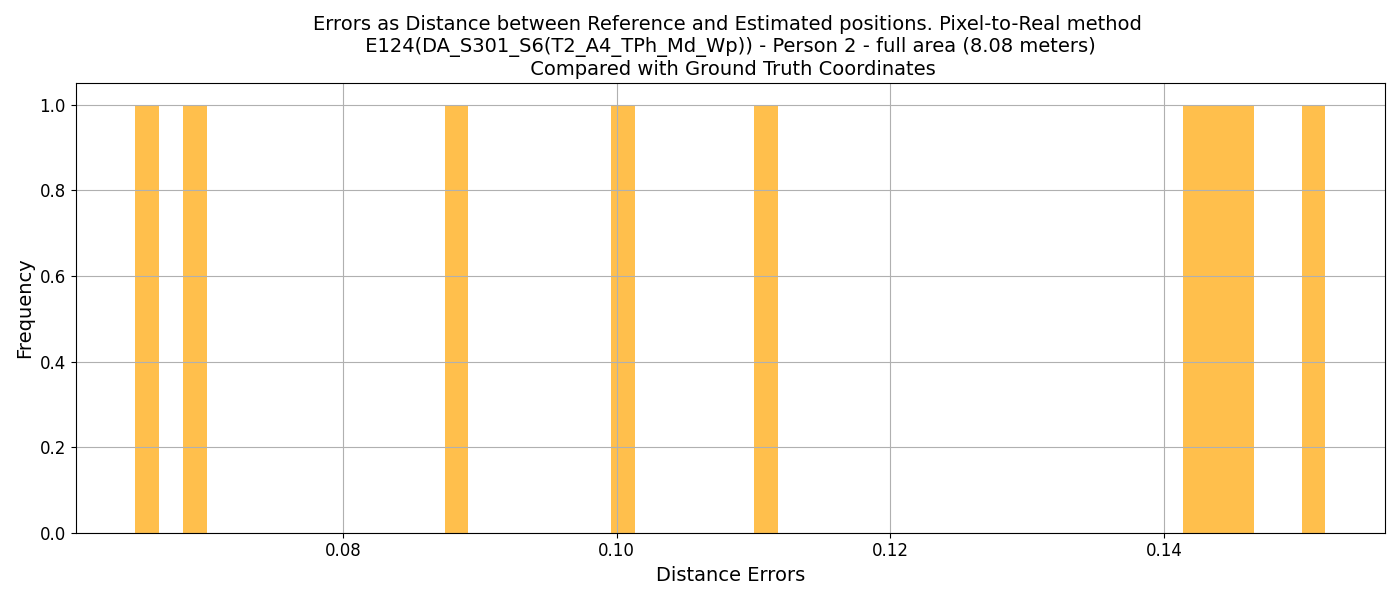 Errors as Distance between Reference and Estimated positions. Pixel-to-Real method
E124(DA_S301_S6(T2_A4_TPh_Md_Wp)) - Person 2 - full area (8.08 meters)
Compared with Ground Truth Coordinates
Frequency
1.0
0.8
0.6
0.4
0.2
0.0
0.08 0.10 0.12 0.14
Distance Errors